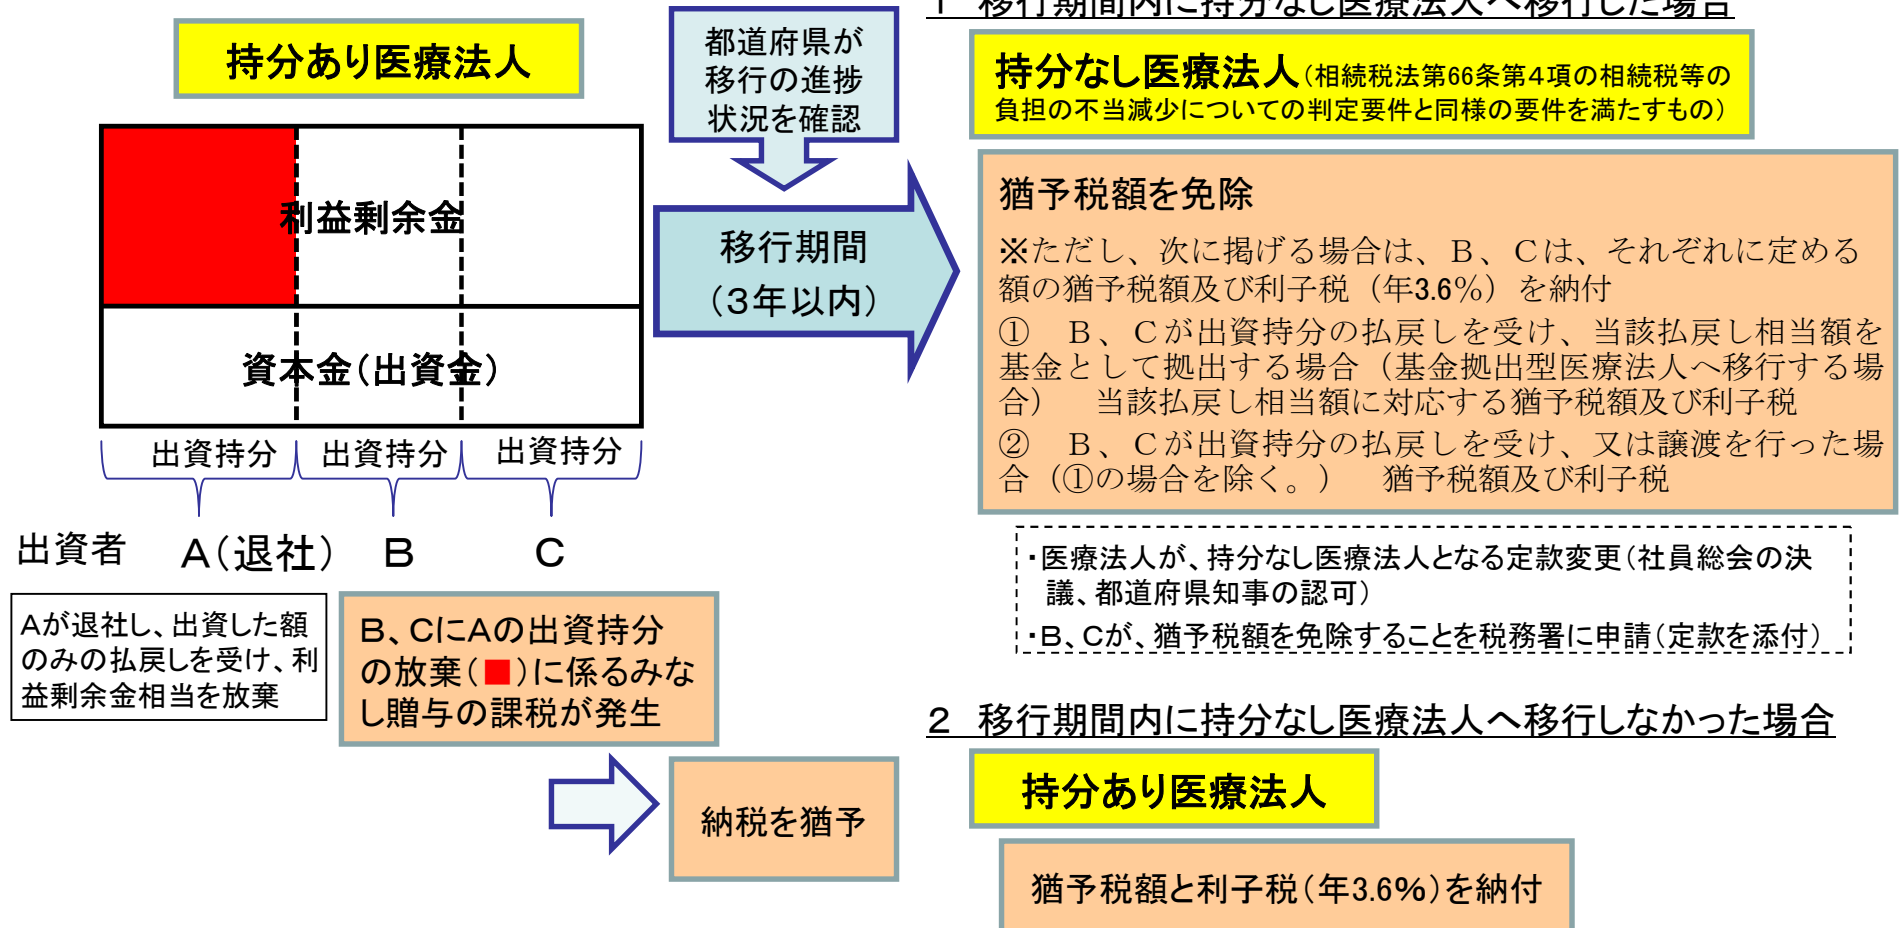 持分あり医療法人
利益剰余金
資本金（出資金）
出資持分
出資持分
出資持分
出資者
A（退社）
B
C
Aが退社し、出資した額
のみの払戻しを受け、利
益剰余金相当を放棄
B、CにAの出資持分
の放棄（■）に係るみな
し贈与の課税が発生
納税を猶予
都道府県が
移行の進捗
状況を確認
移行期間
（３年以内）
１　移行期間内に持分なし医療法人へ移行した場合
持分なし医療法人（相続税法第66条第４項の相続税等の
負担の不当減少についての判定要件と同様の要件を満たすもの）
猶予税額を免除
※ただし、次に掲げる場合は、Ｂ、Ｃは、それぞれに定める
額の猶予税額及び利子税（年3.6％）を納付
①　Ｂ、Ｃが出資持分の払戻しを受け、当該払戻し相当額を
基金として拠出する場合（基金拠出型医療法人へ移行する場
合）　当該払戻し相当額に対応する猶予税額及び利子税
②　Ｂ、Ｃが出資持分の払戻しを受け、又は譲渡を行った場
合（①の場合を除く。）　猶予税額及び利子税
・医療法人が、持分なし医療法人となる定款変更（社員総会の決
議、都道府県知事の認可）
・B、Cが、猶予税額を免除することを税務署に申請（定款を添付）
２　移行期間内に持分なし医療法人へ移行しなかった場合
持分あり医療法人
猶予税額と利子税（年3.6％）を納付